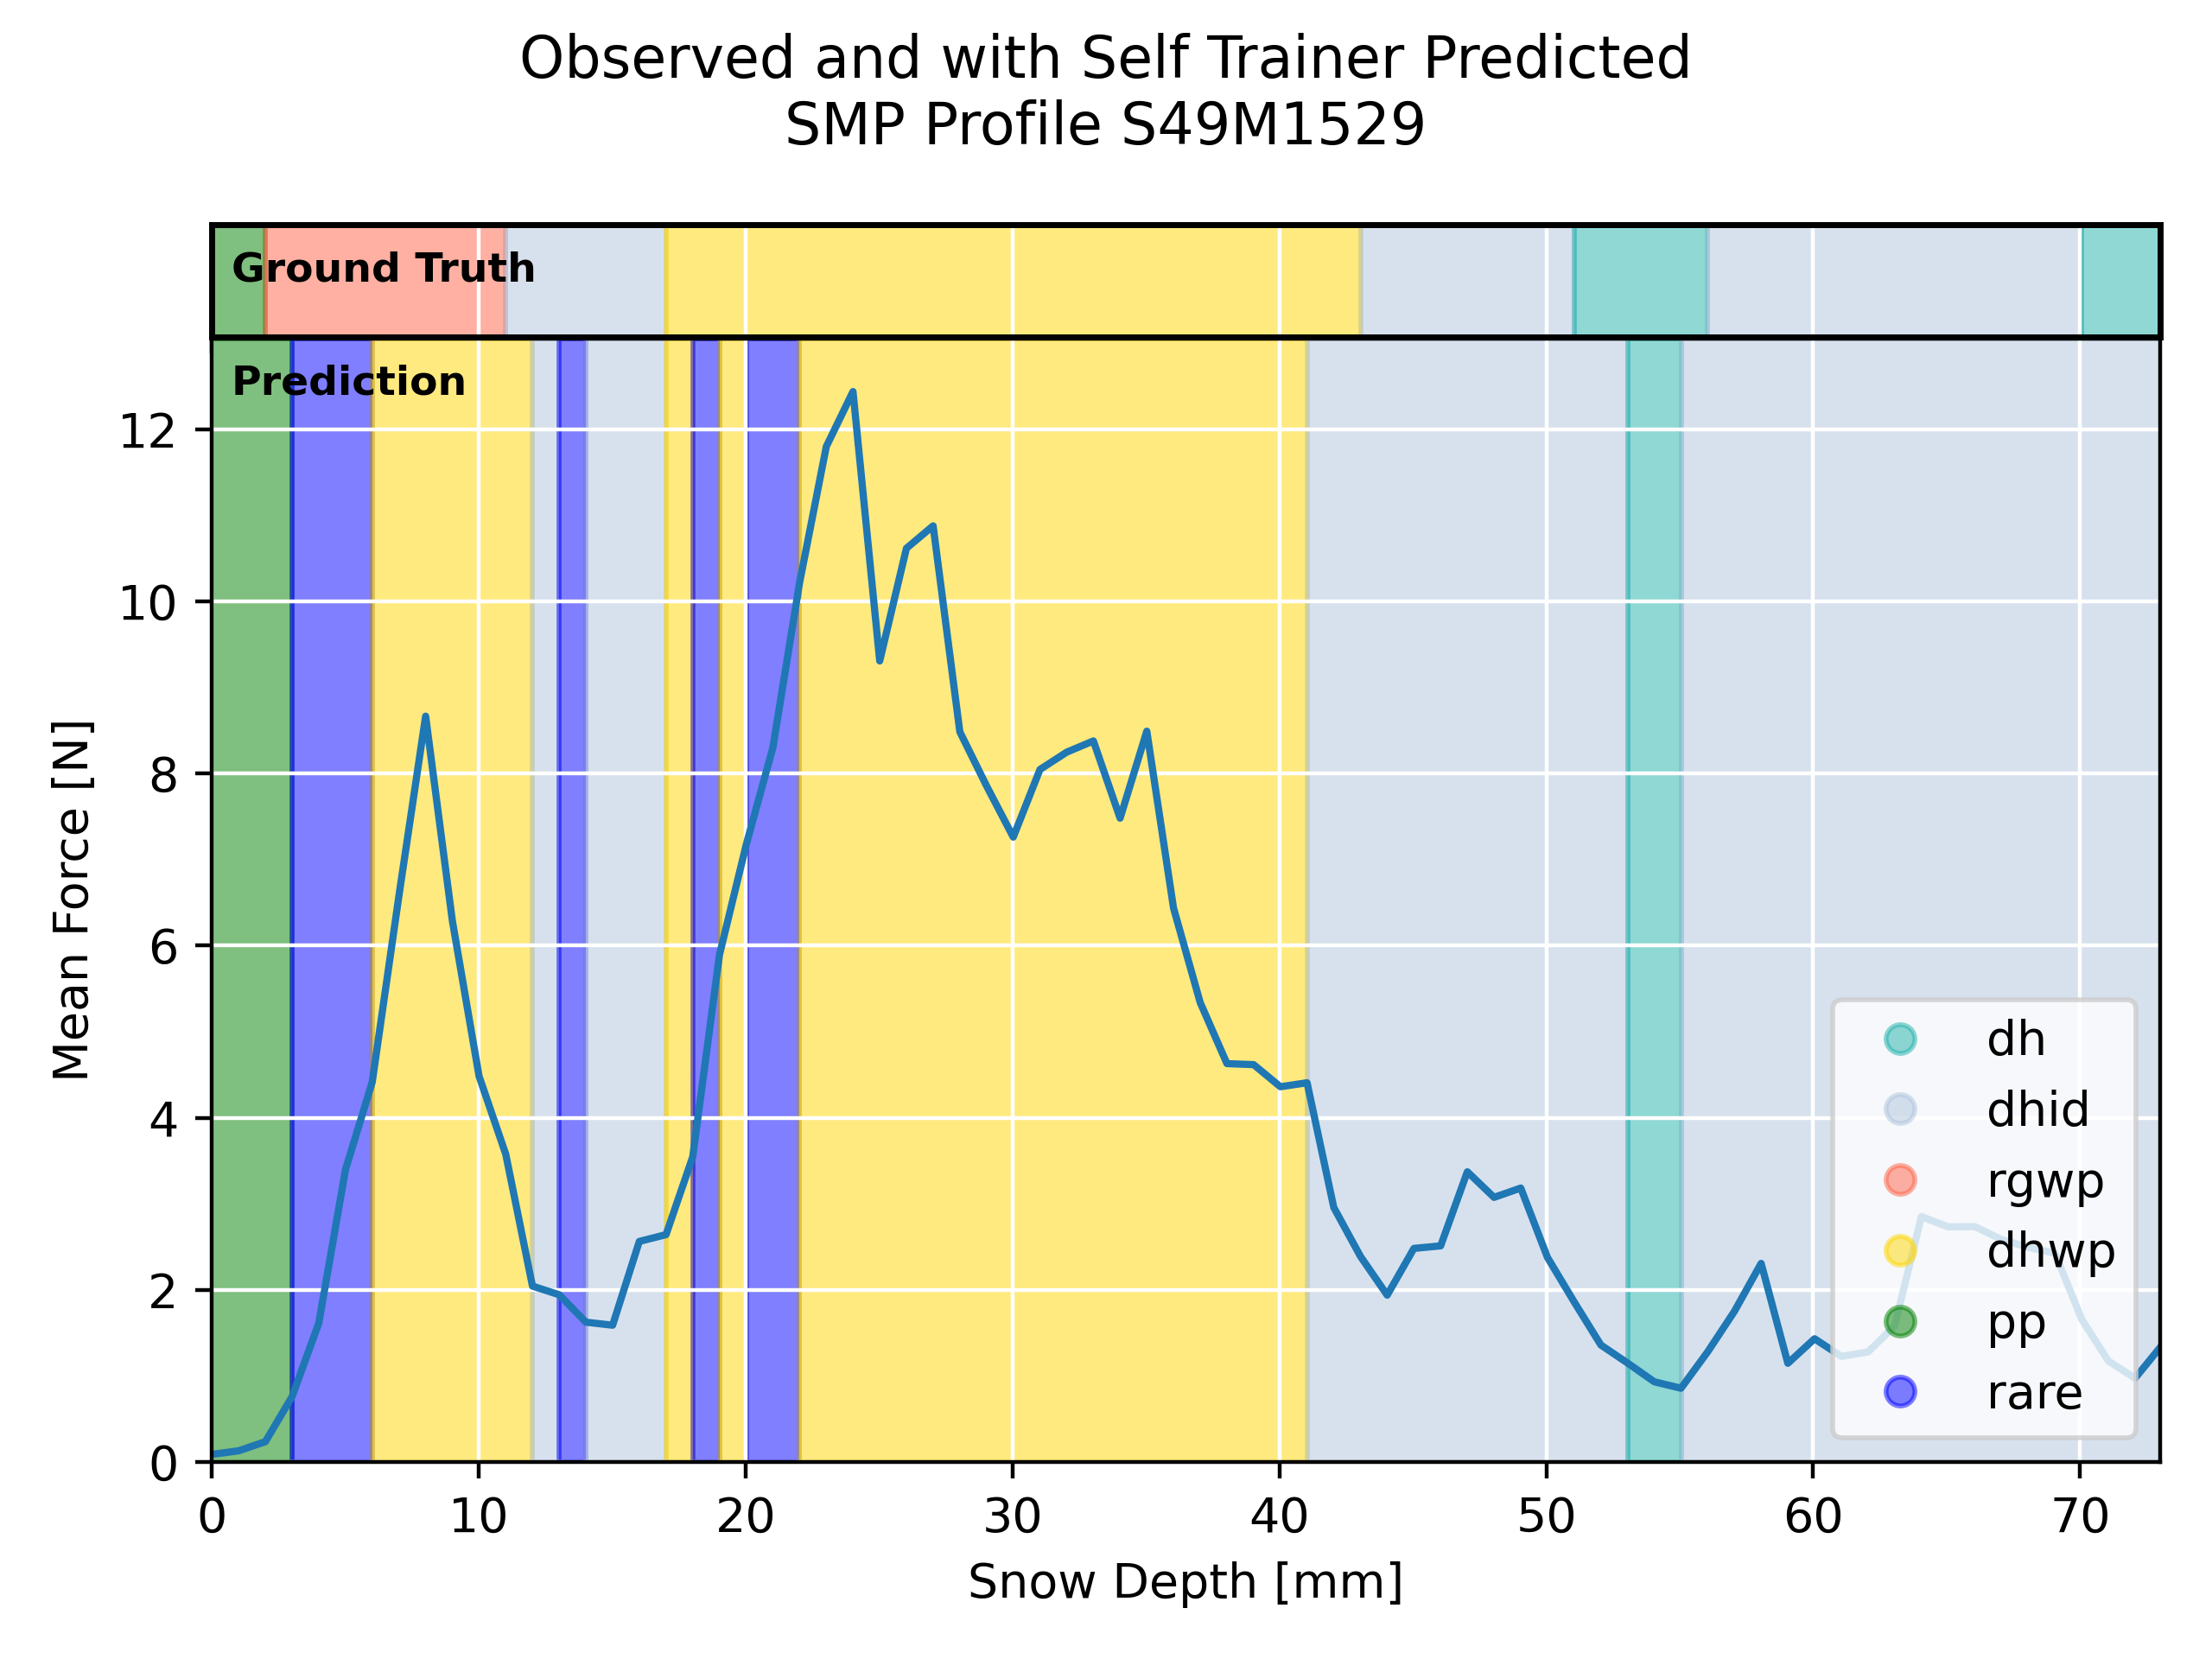 Observed and with Self Trainer Predicted
SMP Profile S49M1529
Ground Truth
Prediction
12
10
8
6
4
2
0
Mean Force [N]
dh
dhid
rgwp
dhwp
pp
rare
0 10 20 30 40 50 60 70
Snow Depth [mm]